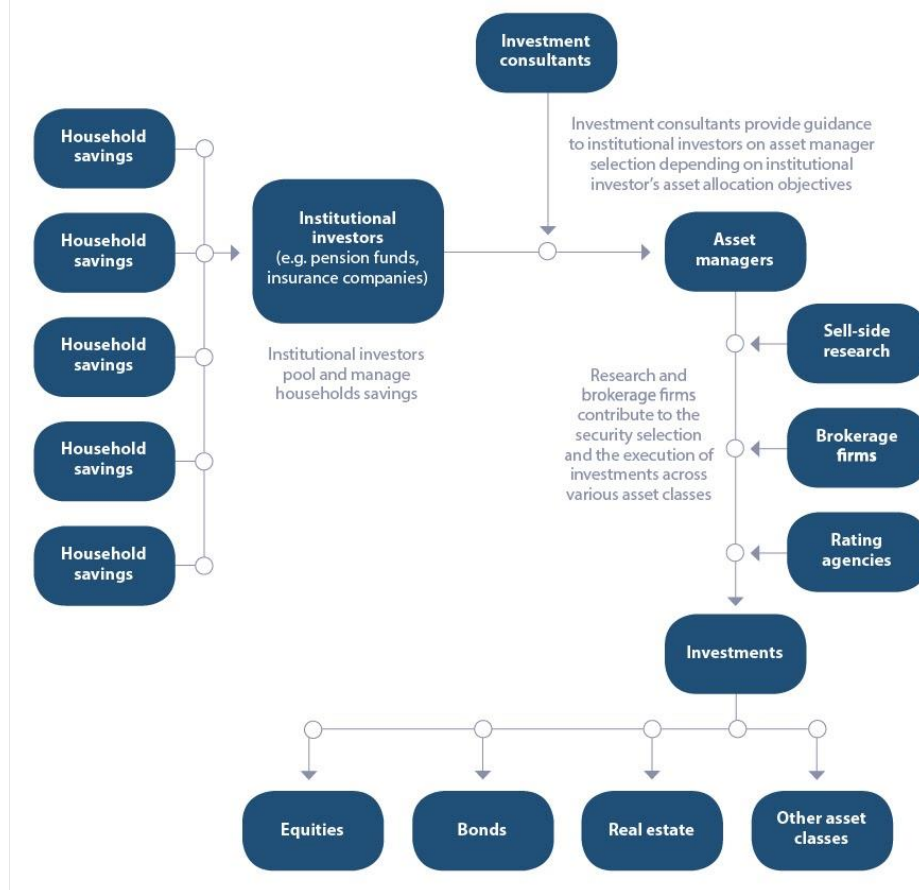 Investment
consultants
Investment consultants provide guidance
to institutional investors on asset manager
selection depending on institutional
investor's asset allocation objectives
Household
savings
Household
savings
Household
savings
Household
savings
Household
savings
Institutional
investors
(e.g. pension funds,
insurance companies)
Institutional investors
pool and manage
households savings
Asset
managers
Sell-side
research
Brokerage
firms
Rating
agencies
Research and
brokerage firms
contribute to the
security selection
and the execution of
investments across
various asset classes
Investments
Equities
Bonds
Real estate
Other asset
classes